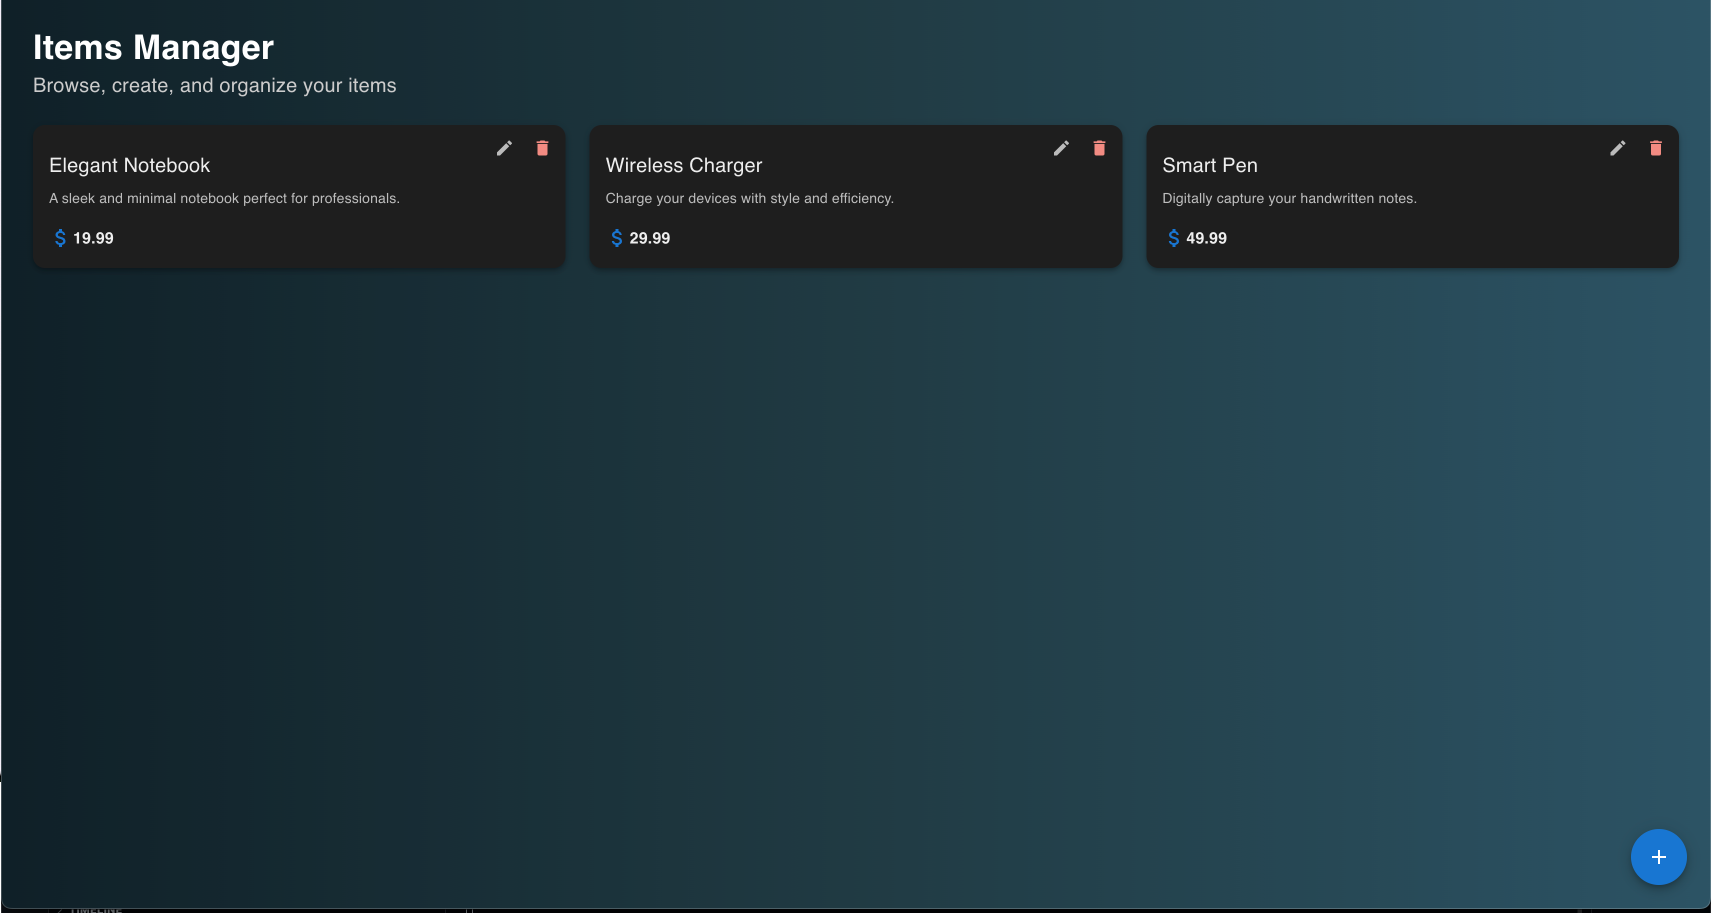 Items Manager
Browse, create, and organize your items
Elegant Notebook
A sleek and minimal notebook perfect for professionals.
$ 19.99
Wireless Charger
Charge your devices with style and efficiency.
$ 29.99
Smart Pen
Digitally capture your handwritten notes.
$ 49.99
+
TIMELINE